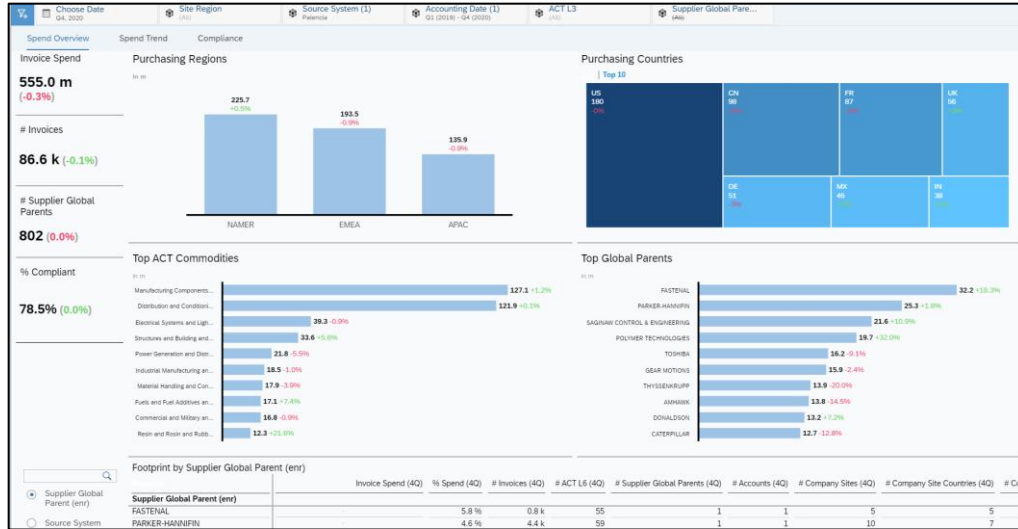 Choose Date
Q4, 2020
Site Region
(All)
Source System (1)
Palencia
Accounting Date (1)
Q1 (2019) - Q4 (2020)
ACT L3
(All)
Supplier Global Pare...
(All)
Spend Overview
Spend Trend
Compliance
Invoice Spend
555.0 m
(-0.3%)
# Invoices
86.6 k (-0.1%)
# Supplier Global
Parents
802 (0.0%)
% Compliant
78.5% (0.0%)
Purchasing Regions
In m
225.7
+0.5%
193.5
-0.9%
135.9
-0.9%
NAMER
EMEA
APAC
Purchasing Countries
Top 10
US
180
-0%
CN
98
FR
87
UK
56
DE
51
MX
45
IN
38
Top ACT Commodities
In m
Manufacturing Components... 127.1 +1.2%
Distribution and Conditioni... 121.9 +0.1%
Electrical Systems and Ligh... 39.3 -0.9%
Structures and Building and... 33.6 +5.6%
Power Generation and Distr... 21.8 -5.5%
Industrial Manufacturing an... 18.5 -1.0%
Material Handling and Con... 17.9 -3.9%
Fuels and Fuel Additives an... 17.1 +7.4%
Commercial and Military an... 16.8 -0.9%
Resin and Rosin and Rubb... 12.3 +21.0%
Top Global Parents
In m
FASTENAL 32.2 +18.3%
PARKER-HANNIFIN 25.3 +1.8%
SAGINAW CONTROL & ENGINEERING 21.6 +10.9%
POLYMER TECHNOLOGIES 19.7 +32.0%
TOSHIBA 16.2 -9.1%
GEAR MOTIONS 15.9 -2.4%
THYSSENKRUPP 13.9 -20.0%
AMHAWK 13.8 -14.5%
DONALDSON 13.2 +7.2%
CATERPILLAR 12.7 -12.8%
Supplier Global
Parent (enr)
Source System
Footprint by Supplier Global Parent (enr)
Invoice Spend (4Q) % Spend (4Q) # Invoices (4Q) # ACT L6 (4Q) # Supplier Global Parents (4Q) # Accounts (4Q) # Company Sites (4Q) # Company Site Countries (4Q)
Supplier Global Parent (enr)
FASTENAL 5.8 % 0.8 k 55 1 1 5 5
PARKER-HANNIFIN 4.6 % 4.4 k 59 1 1 10 7